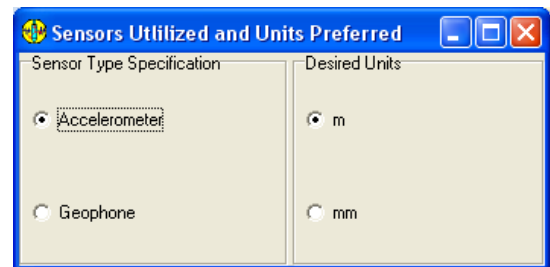 Sensors Utlilized and Units Preferred
Sensor Type Specification
Desired Units
Accelerometer
m
Geophone
mm